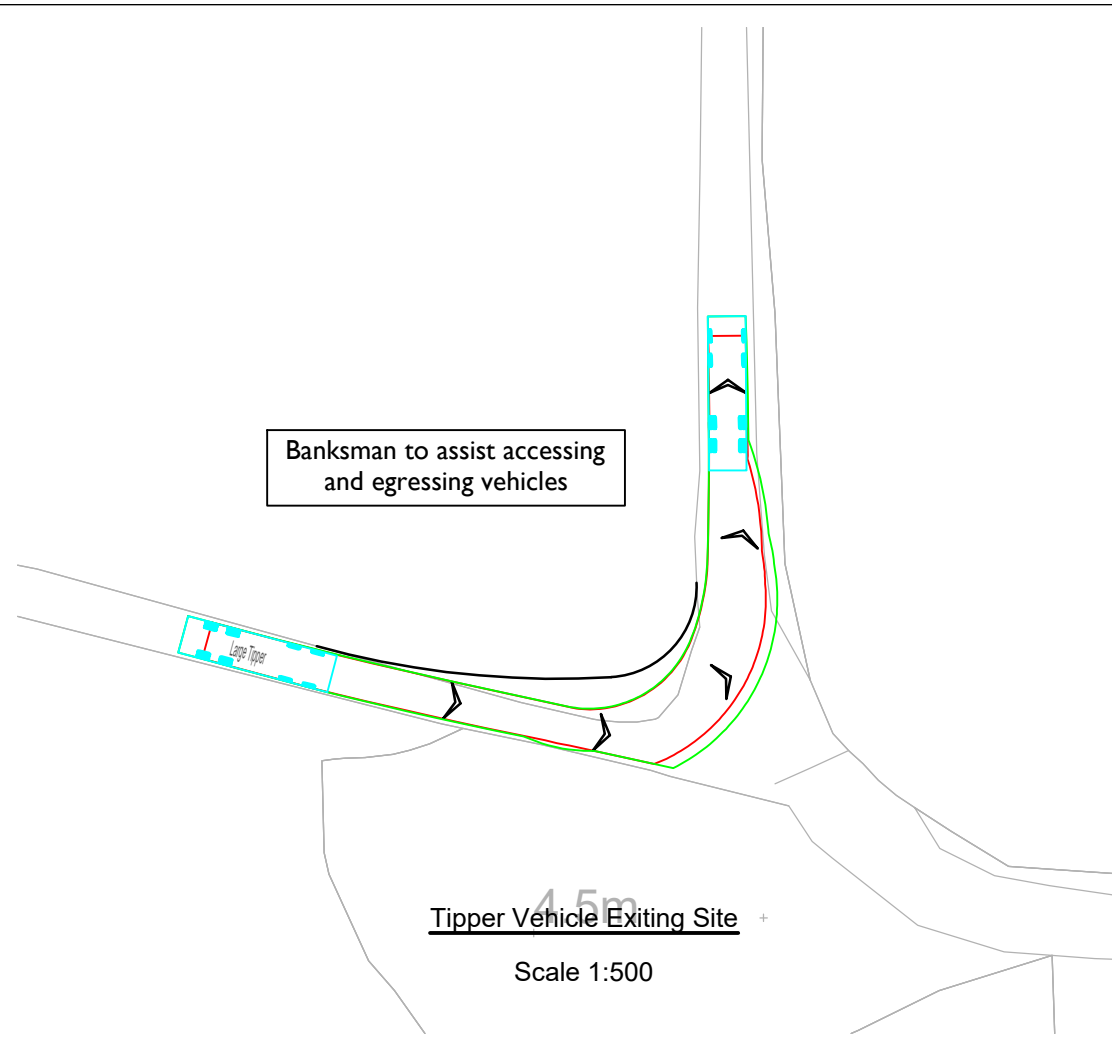 Banksman to assist accessing
and egressing vehicles
Large Tipper
4.5m
Tipper Vehicle Exiting Site
Scale 1:500